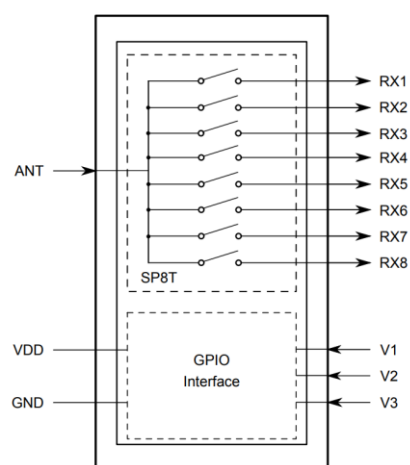 RX1
RX2
RX3
RX4
ANT
RX5
RX6
RX7
RX8
SP8T
VDD
V1
GPIO
Interface
V2
GND
V3